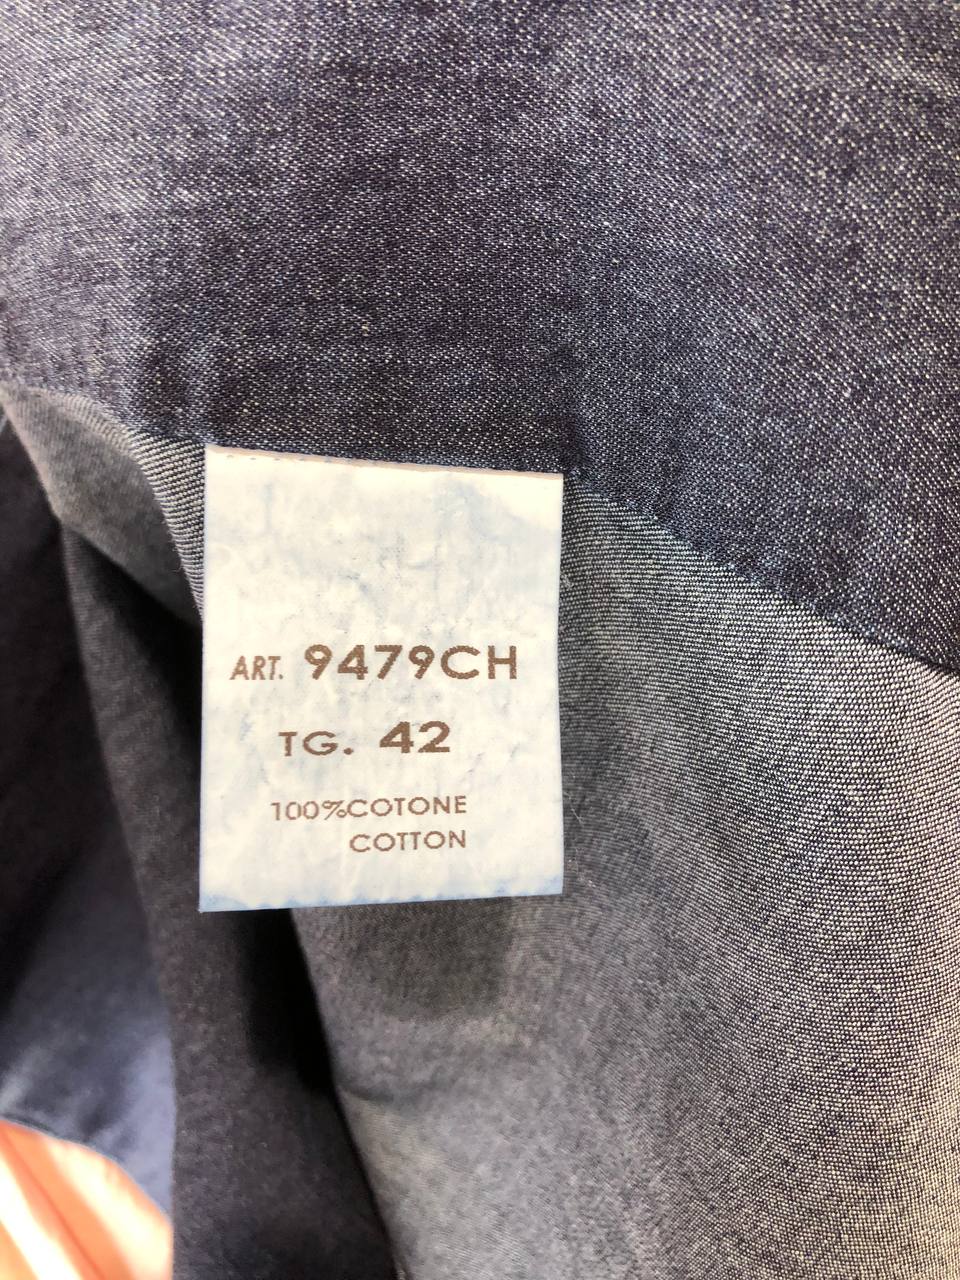 ART. 9479CH
TG. 42
100%COTONE
COTTON